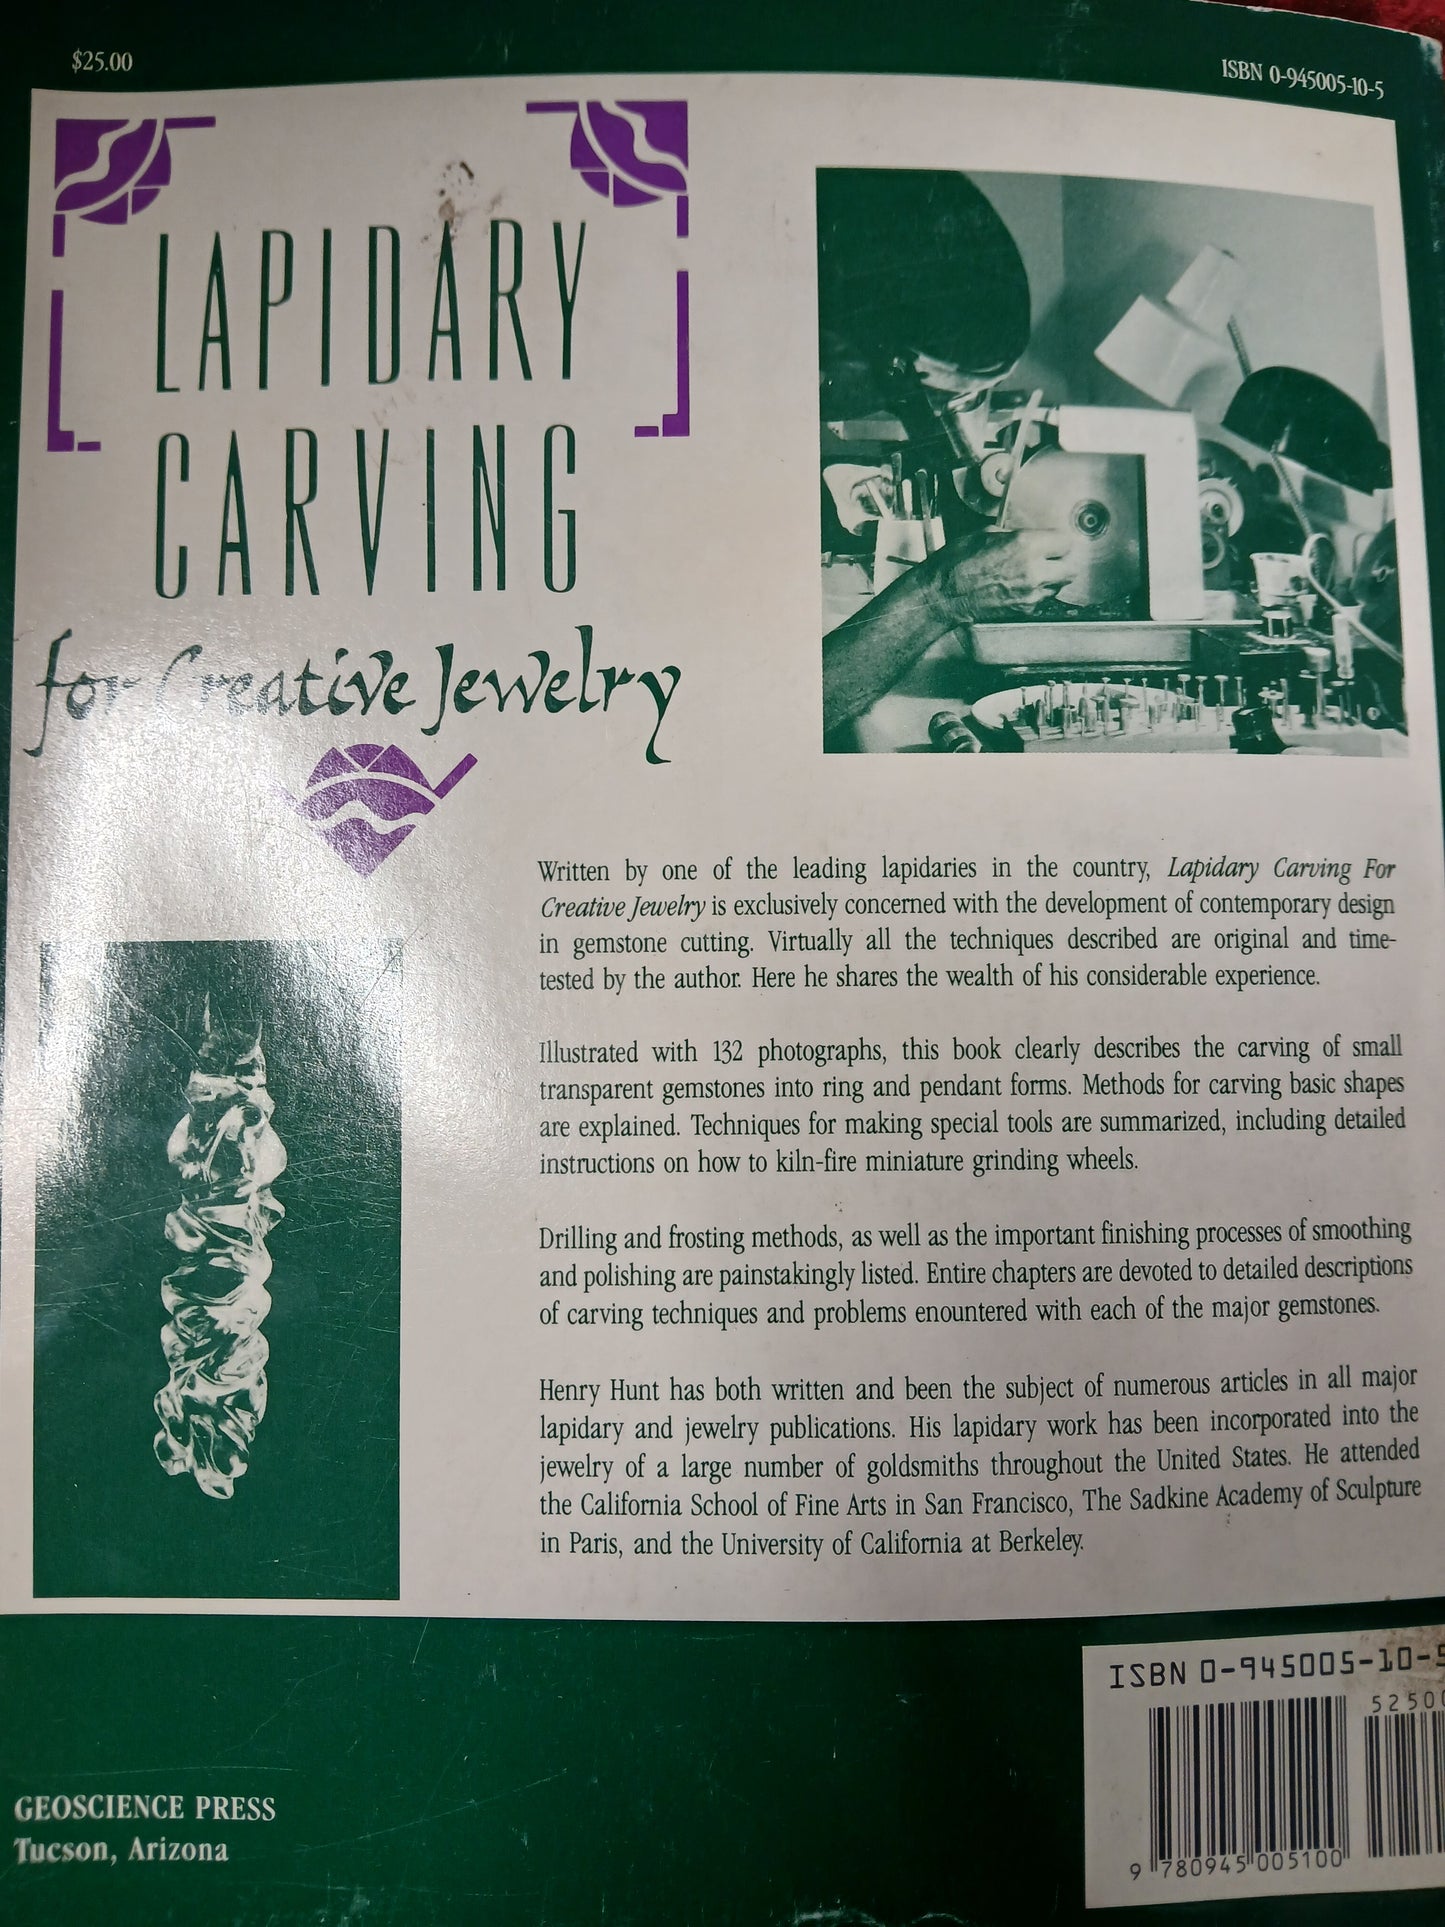 $25.00
ISBN 0-945005-10-5
LAPIDARY
CARVING
for Creative Jewelry
Written by one of the leading lapidaries in the country, Lapidary Carving For
Creative Jewelry is exclusively concerned with the development of contemporary design
in gemstone cutting. Virtually all the techniques described are original and time-
tested by the author. Here he shares the wealth of his considerable experience.
Illustrated with 132 photographs, this book clearly describes the carving of small
transparent gemstones into ring and pendant forms. Methods for carving basic shapes
are explained. Techniques for making special tools are summarized, including detailed
instructions on how to kiln-fire miniature grinding wheels.
Drilling and frosting methods, as well as the important finishing processes of smoothing
and polishing are painstakingly listed. Entire chapters are devoted to detailed descriptions
of carving techniques and problems enountered with each of the major gemstones.
Henry Hunt has both written and been the subject of numerous articles in all major
lapidary and jewelry publications. His lapidary work has been incorporated into the
jewelry of a large number of goldsmiths throughout the United States. He attended
the California School of Fine Arts in San Francisco, The Sadkine Academy of Sculpture
in Paris, and the University of California at Berkeley.
ISBN 0-945005-10-5
52500
9 780945 005100
GEOSCIENCE PRESS
Tucson, Arizona